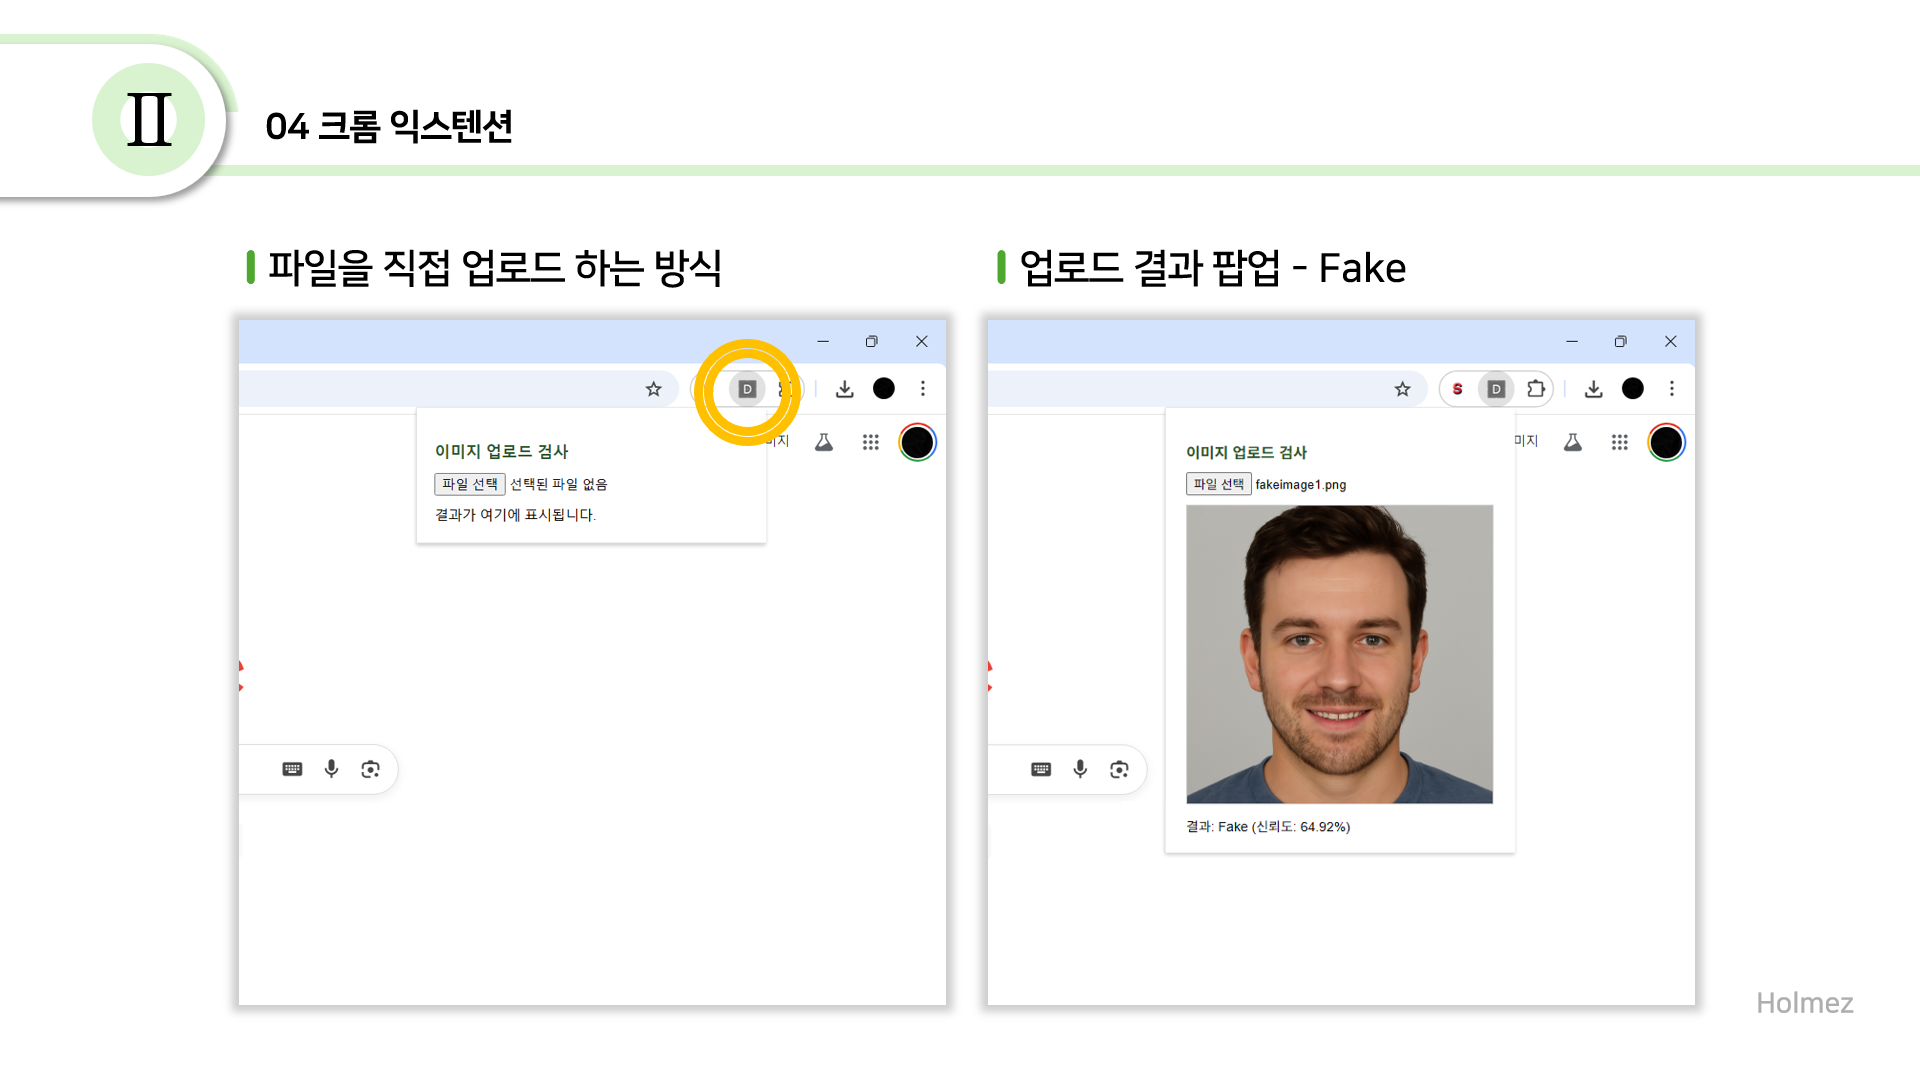 II
04 크롬 익스텐션
파일을 직접 업로드 하는 방식
D
미지
이미지 업로드 검사
파일 선택 선택된 파일 없음
결과가 여기에 표시됩니다.
업로드 결과 팝업 - Fake
S D
미지
이미지 업로드 검사
파일 선택 fakeimage1.png
결과: Fake (신뢰도: 64.92%)
Holmez